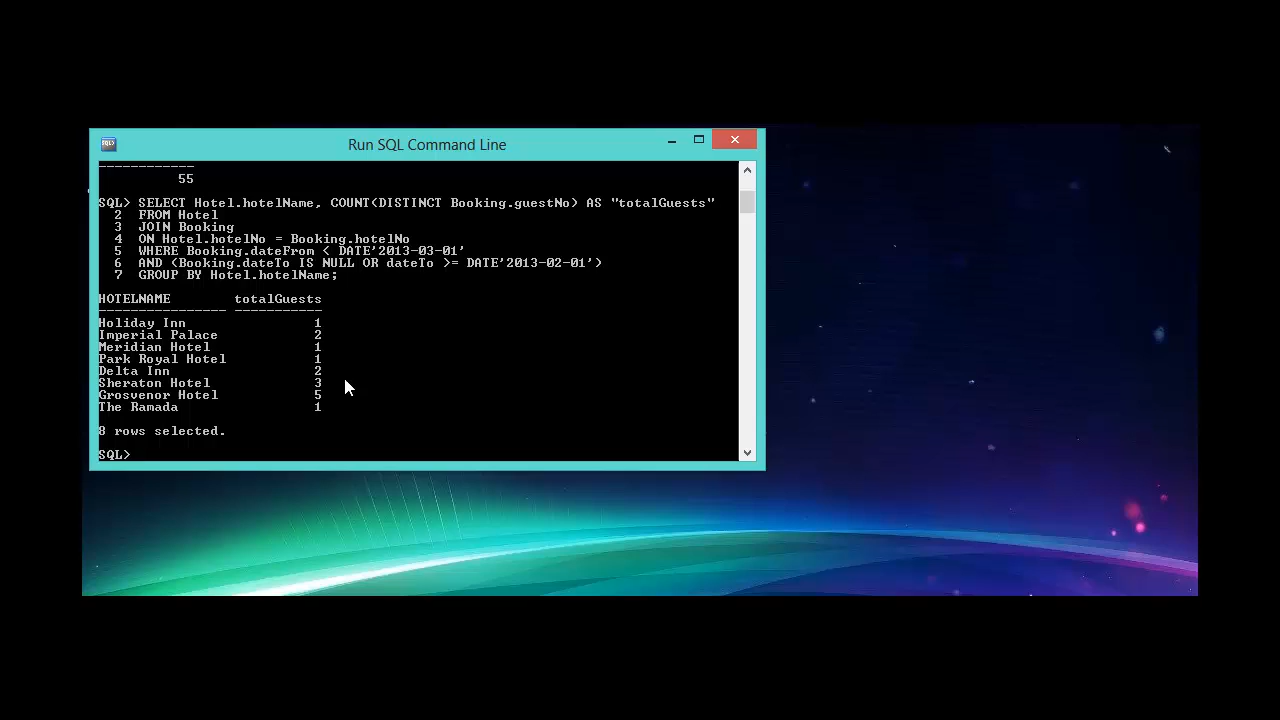 Run SQL Command Line
------------
55
SQL> SELECT Hotel.hotelName, COUNT(DISTINCT Booking.guestNo) AS "totalGuests"
2 FROM Hotel
3 JOIN Booking
4 ON Hotel.hotelNo = Booking.hotelNo
5 WHERE Booking.dateFrom < DATE'2013-03-01'
6 AND (Booking.dateTo IS NULL OR dateTo >= DATE'2013-02-01')
7 GROUP BY Hotel.hotelName;
HOTELNAME totalGuests
---------------- -----------
Holiday Inn 1
Imperial Palace 2
Meridian Hotel 1
Park Royal Hotel 1
Delta Inn 2
Sheraton Hotel 3
Grosvenor Hotel 5
The Ramada 1
8 rows selected.
SQL>